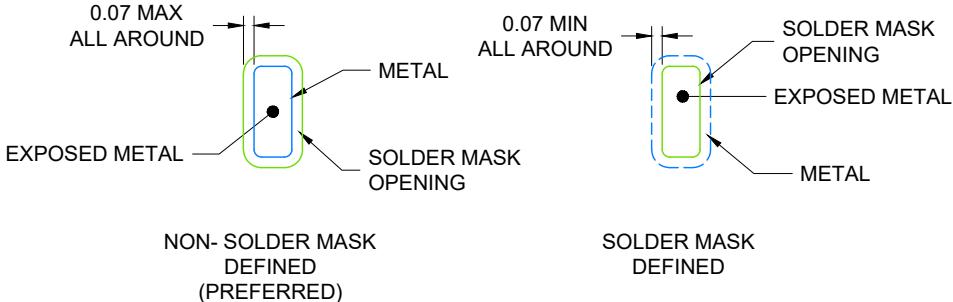 0.07 MAX
ALL AROUND
METAL
EXPOSED METAL
SOLDER MASK
OPENING
NON- SOLDER MASK
DEFINED
(PREFERRED)
0.07 MIN
ALL AROUND
SOLDER MASK
OPENING
EXPOSED METAL
METAL
SOLDER MASK
DEFINED